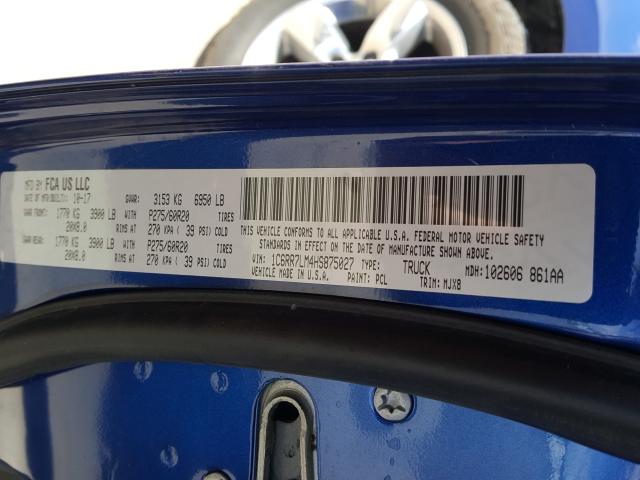 MFD BY FCA US LLC
DATE OF MFR/BUILT: 10-17 GVWR: 3153 KG 6950 LB
GAWR FRONT: 1770 KG 3900 LB WITH P275/60R20 TIRES
20X8.0 RIMS AT 270 KPA ( 39 PSI) COLD
GAWR REAR: 1770 KG 3900 LB WITH P275/60R20 TIRES
20X8.0 RIMS AT 270 KPA ( 39 PSI) COLD
THIS VEHICLE CONFORMS TO ALL APPLICABLE U.S.A. FEDERAL MOTOR VEHICLE SAFETY
STANDARDS IN EFFECT ON THE DATE OF MANUFACTURE SHOWN ABOVE.
VIN: 1C6RR7LM4HS875027 TYPE: TRUCK MDH: 102606 861AA
PAINT: PCL TRIM: MJX8